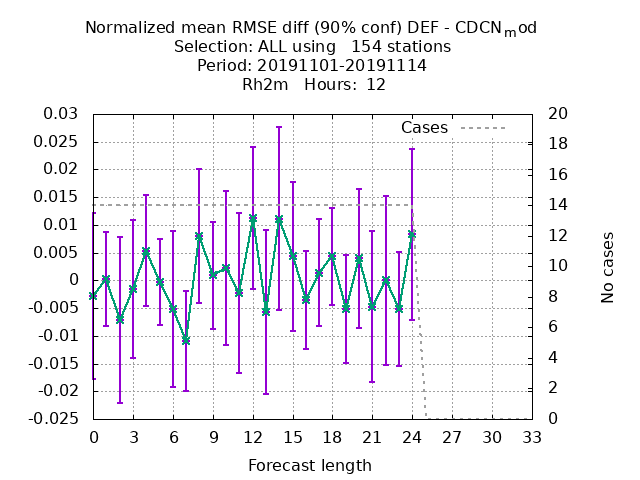 Normalized mean RMSE diff (90% conf) DEF - CDCNmod
Selection: ALL using   154 stations
Period: 20191101-20191114
Rh2m   Hours:  12
Cases
0.03
0.025
0.02
0.015
0.01
0.005
0
-0.005
-0.01
-0.015
-0.02
-0.025
20
18
16
14
12
10
8
6
4
2
0
No cases
0 3 6 9 12 15 18 21 24 27 30 33
Forecast length